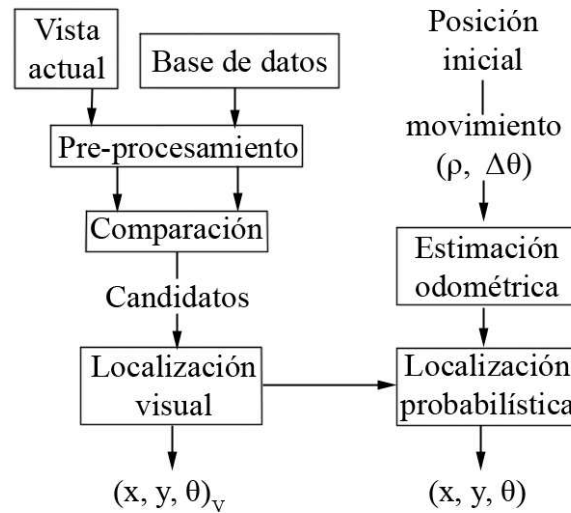 Vista
actual
Base de datos
Pre-procesamiento
Comparación
Candidatos
Localización
visual
(x, y, θ)v
Posición
inicial
movimiento
(ρ, Δθ)
Estimación
odométrica
Localización
probabilística
(x, y, θ)